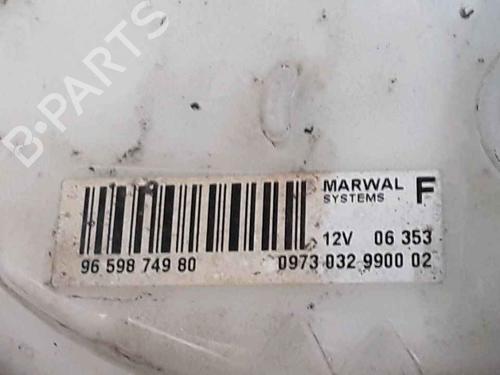 B-PARTS
MARWAL F
SYSTEMS
12V 06 353
96 598 749 80 0973 032 9900 02